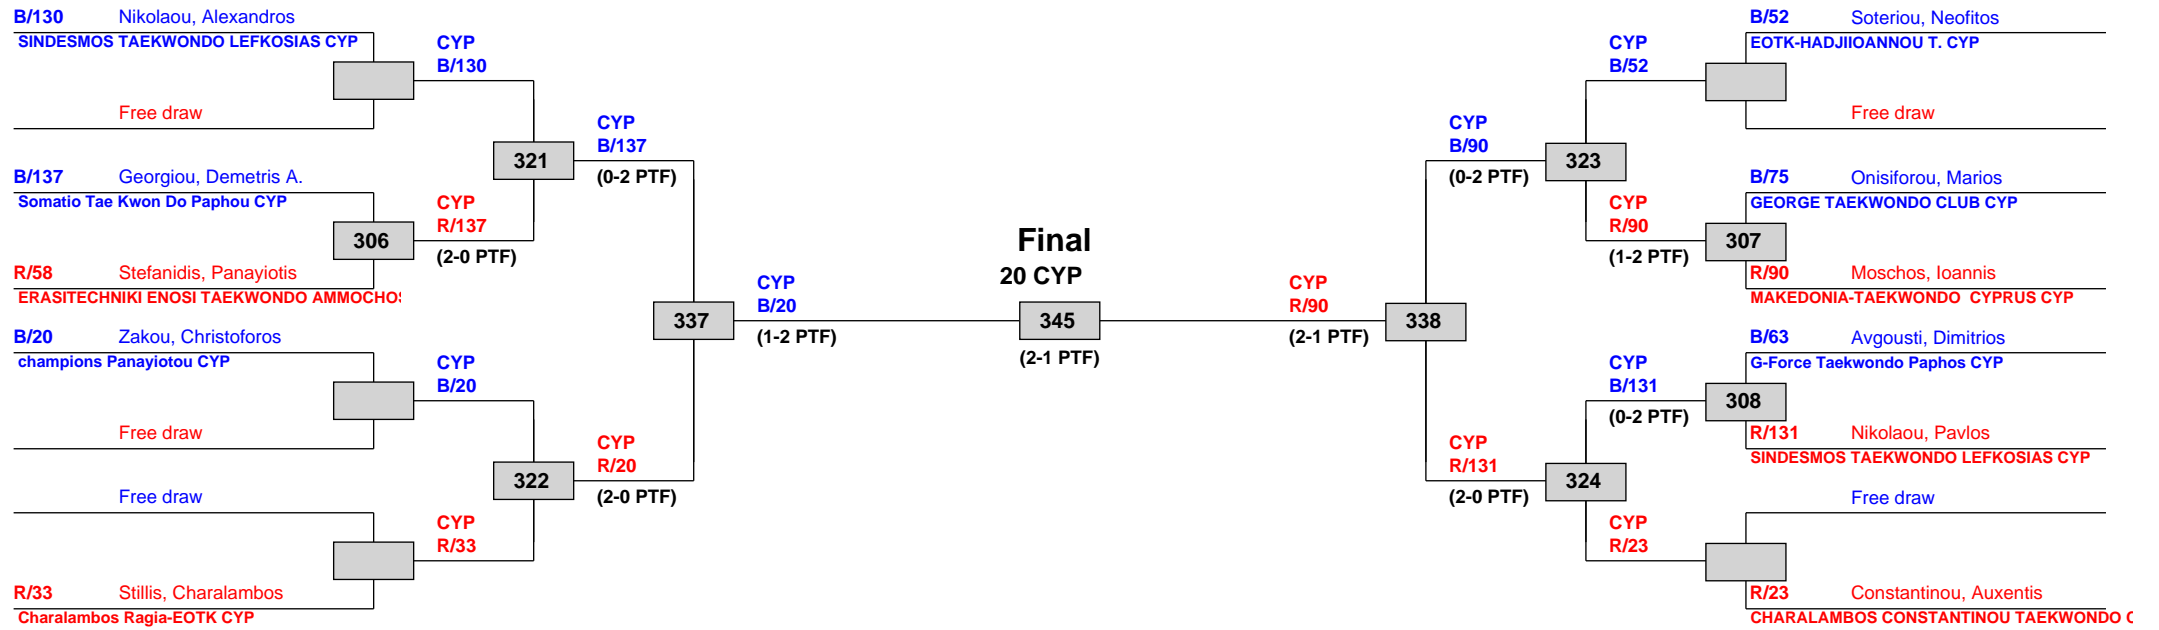 B/130 Nikolaou, Alexandros
SINDESMOS TAEKWONDO LEFKOSIAS CYP
Free draw
B/137 Georgiou, Demetris A.
Somatio Tae Kwon Do Paphou CYP
306
R/58 Stefanidis, Panayiotis
ERASITECHNIKI ENOSI TAEKWONDO AMMOCHOS
B/20 Zakou, Christoforos
champions Panayiotou CYP
Free draw
Free draw
R/33 Stillis, Charalambos
Charalambos Ragia-EOTK CYP
CYP
B/130
321
CYP
R/137
(2-0 PTF)
CYP
B/20
322
CYP
R/33
CYP
B/137
(0-2 PTF)
337
CYP
R/20
(2-0 PTF)
CYP
B/20
(1-2 PTF)
Final
20 CYP
345
(2-1 PTF)
CYP
R/90
(2-1 PTF)
338
CYP
B/90
(0-2 PTF)
CYP
R/131
(2-0 PTF)
323
CYP
B/52
CYP
R/90
(1-2 PTF)
324
CYP
B/131
(0-2 PTF)
CYP
R/23
B/52 Soteriou, Neofitos
EOTK-HADJIIOANNOU T. CYP
Free draw
B/75 Onisiforou, Marios
GEORGE TAEKWONDO CLUB CYP
307
R/90 Moschos, Ioannis
MAKEDONIA-TAEKWONDO CYPRUS CYP
B/63 Avgousti, Dimitrios
G-Force Taekwondo Paphos CYP
308
R/131 Nikolaou, Pavlos
SINDESMOS TAEKWONDO LEFKOSIAS CYP
Free draw
R/23 Constantinou, Auxentis
CHARALAMBOS CONSTANTINOU TAEKWONDO C